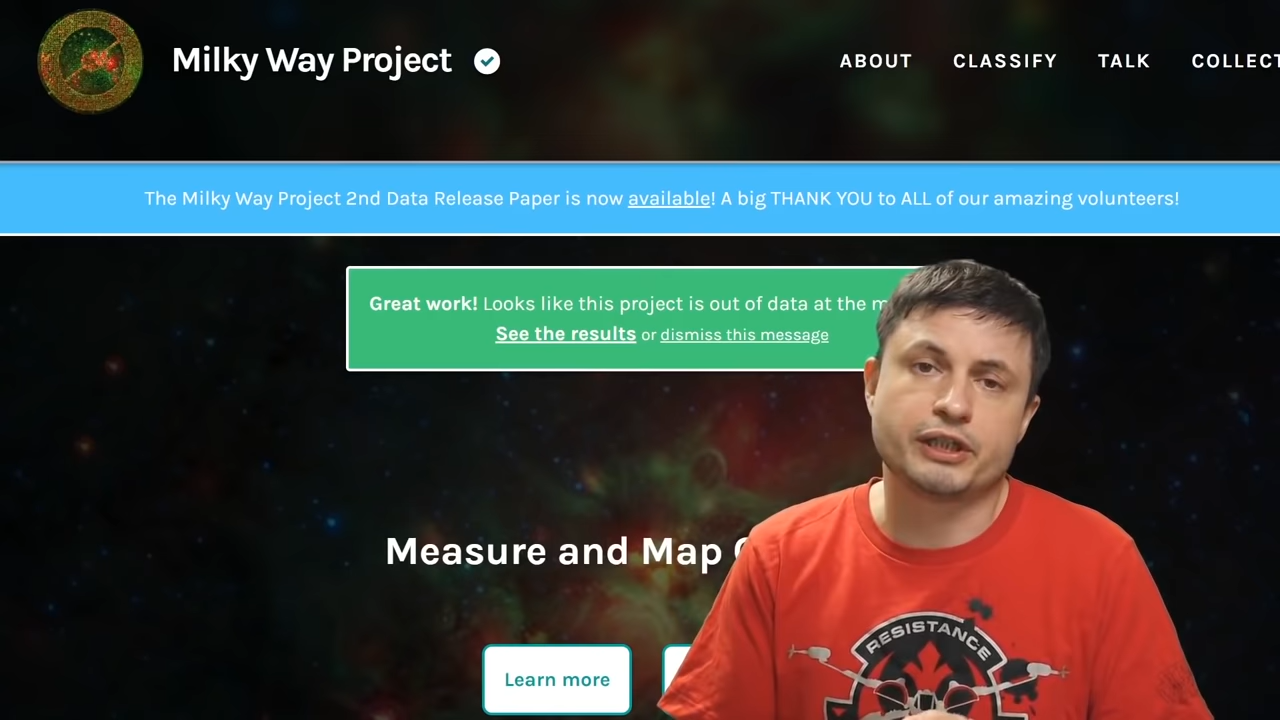 Milky Way Project
ABOUT CLASSIFY TALK COLLECT
The Milky Way Project 2nd Data Release Paper is now available! A big THANK YOU to ALL of our amazing volunteers!
Great work! Looks like this project is out of data at the
See the results or dismiss this message
Measure and Map
Learn more
RESISTANCE